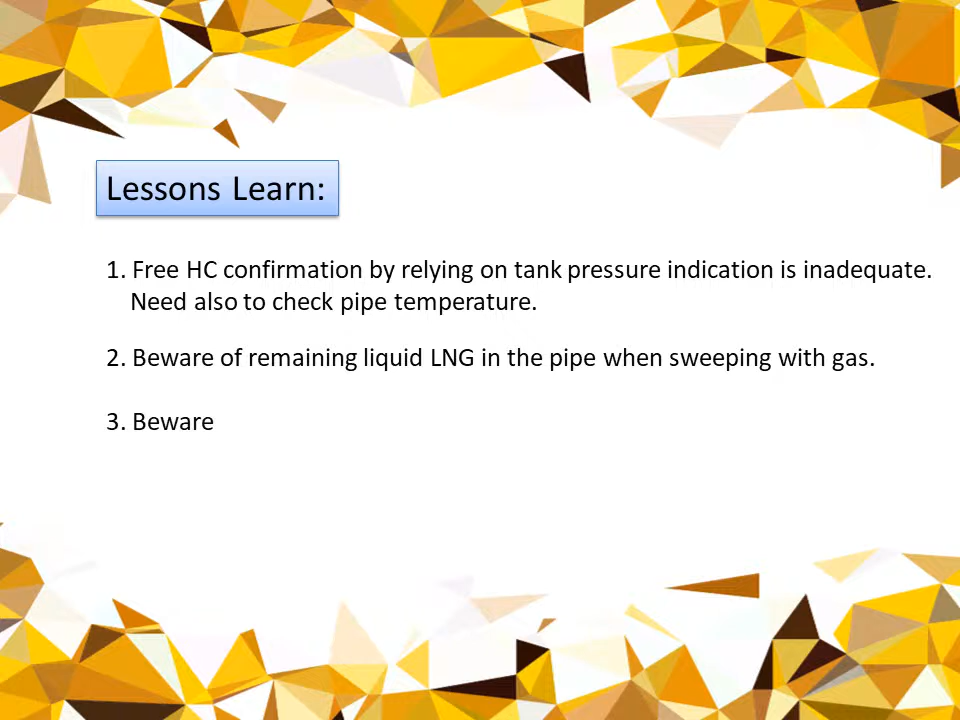 Lessons Learn:
1. Free HC confirmation by relying on tank pressure indication is inadequate.
Need also to check pipe temperature.
2. Beware of remaining liquid LNG in the pipe when sweeping with gas.
3. Beware